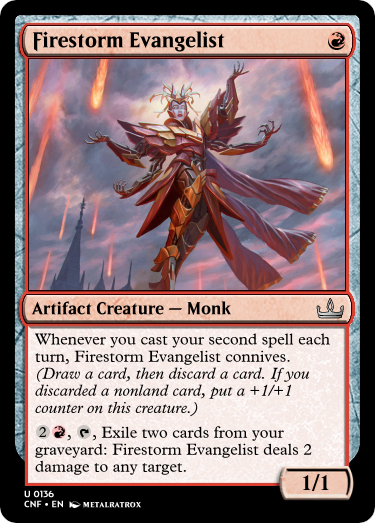 Firestorm Evangelist
Artifact Creature — Monk
Whenever you cast your second spell each
turn, Firestorm Evangelist connives.
(Draw a card, then discard a card. If you
discarded a nonland card, put a +1/+1
counter on this creature.)
2 , , Exile two cards from your
graveyard: Firestorm Evangelist deals 2
damage to any target.
1/1
U 0136
CNF • EN METALRATROX